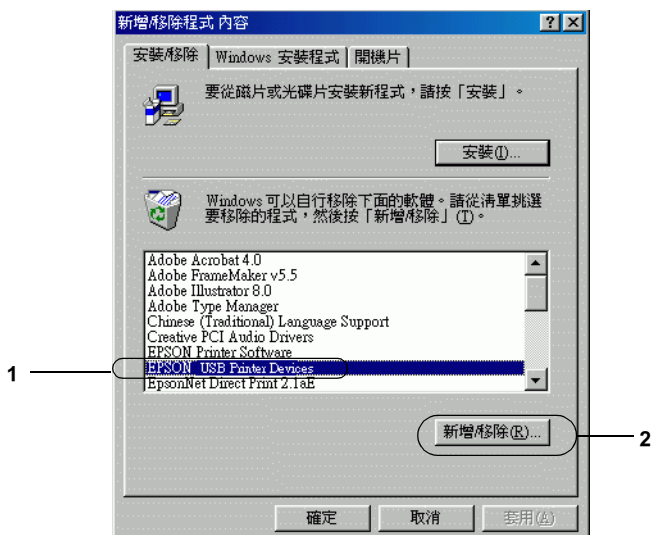 新增/移除程式 內容
安裝/移除 Windows 安裝程式 開機片
要從磁片或光碟片安裝新程式，請按「安裝」。
安裝(I)...
Windows 可以自行移除下面的軟體。請從清單挑選
要移除的程式，然後按「新增/移除」(T)。
Adobe Acrobat 4.0
Adobe FrameMaker v5.5
Adobe Illustrator 8.0
Adobe Type Manager
Chinese (Traditional) Language Support
Creative PCI Audio Drivers
EPSON Printer Software
1 EPSON USB Printer Devices
EpsonNet Direct Print 2.1aE
新增/移除(R)... 2
確定 取消 套用(A)